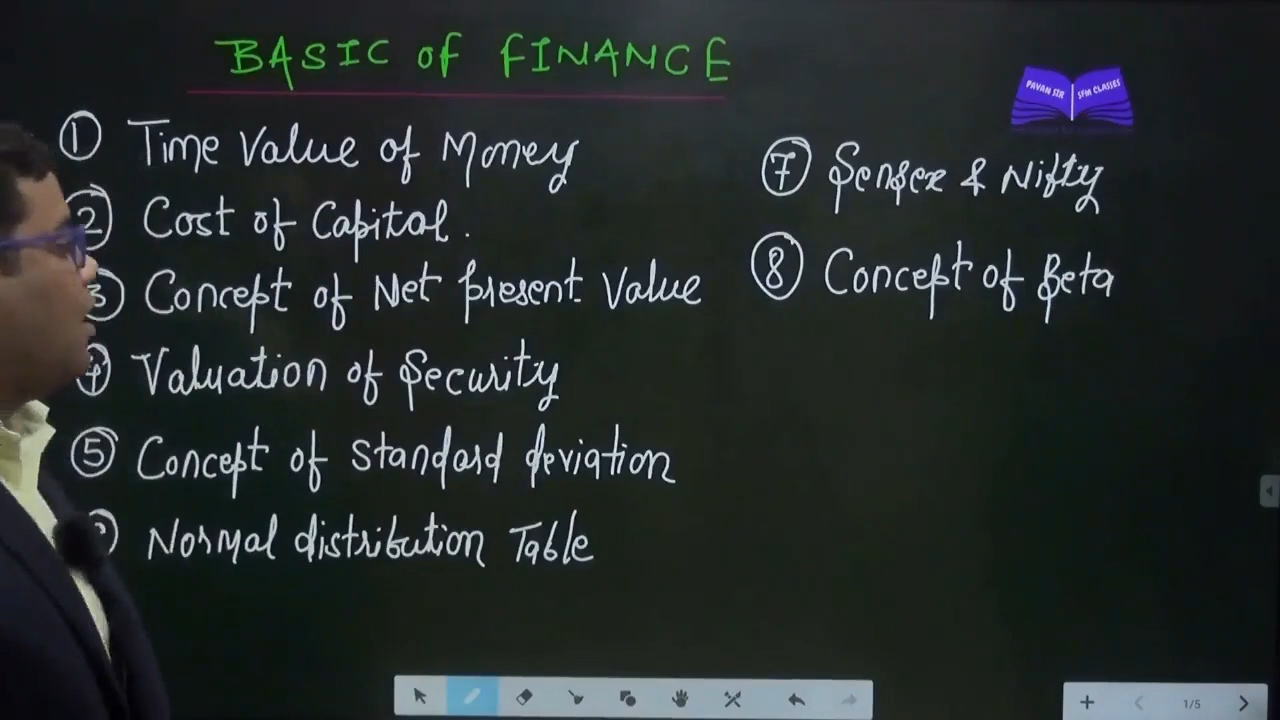 BASIC of FINANCE
① Time Value of Money
② Cost of Capital.
③ Concept of Net present Value
④ Valuation of Security
⑤ Concept of standard deviation
Normal distribution Table
⑦ Sensex & Nifty
⑧ Concept of Beta
PAVAN SIR SFM CLASSES
1/5